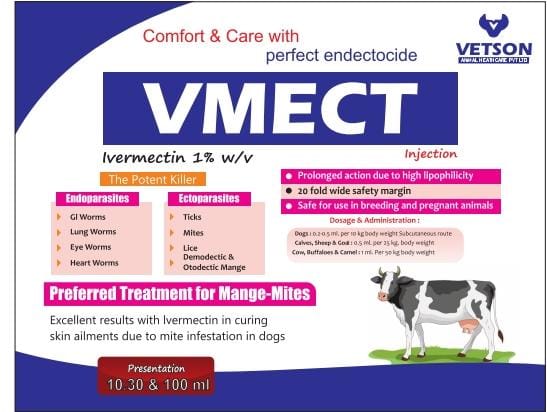 Comfort & Care with
perfect endectocide
VETSON
ANIMAL HEATHCARE PVT LTD
VMECT
Ivermectin 1% w/v
Injection
The Potent Killer
Endoparasites
GI Worms
Lung Worms
Eye Worms
Heart Worms
Ectoparasites
Ticks
Mites
Lice
Demodectic &
Otodectic Mange
Prolonged action due to high lipophilicity
20 fold wide safety margin
Safe for use in breeding and pregnant animals
Dosage & Administration :
Dogs : 0.2-0.5 ml. per 10 kg body weight Subcutaneous route
Calves, Sheep & Goat : 0.5 ml. per 25 kg. body weight
Cow, Buffaloes & Camel : 1 ml. Per 50 kg body weight
Preferred Treatment for Mange-Mites
Excellent results with Ivermectin in curing
skin ailments due to mite infestation in dogs
Presentation
10 30 & 100 ml